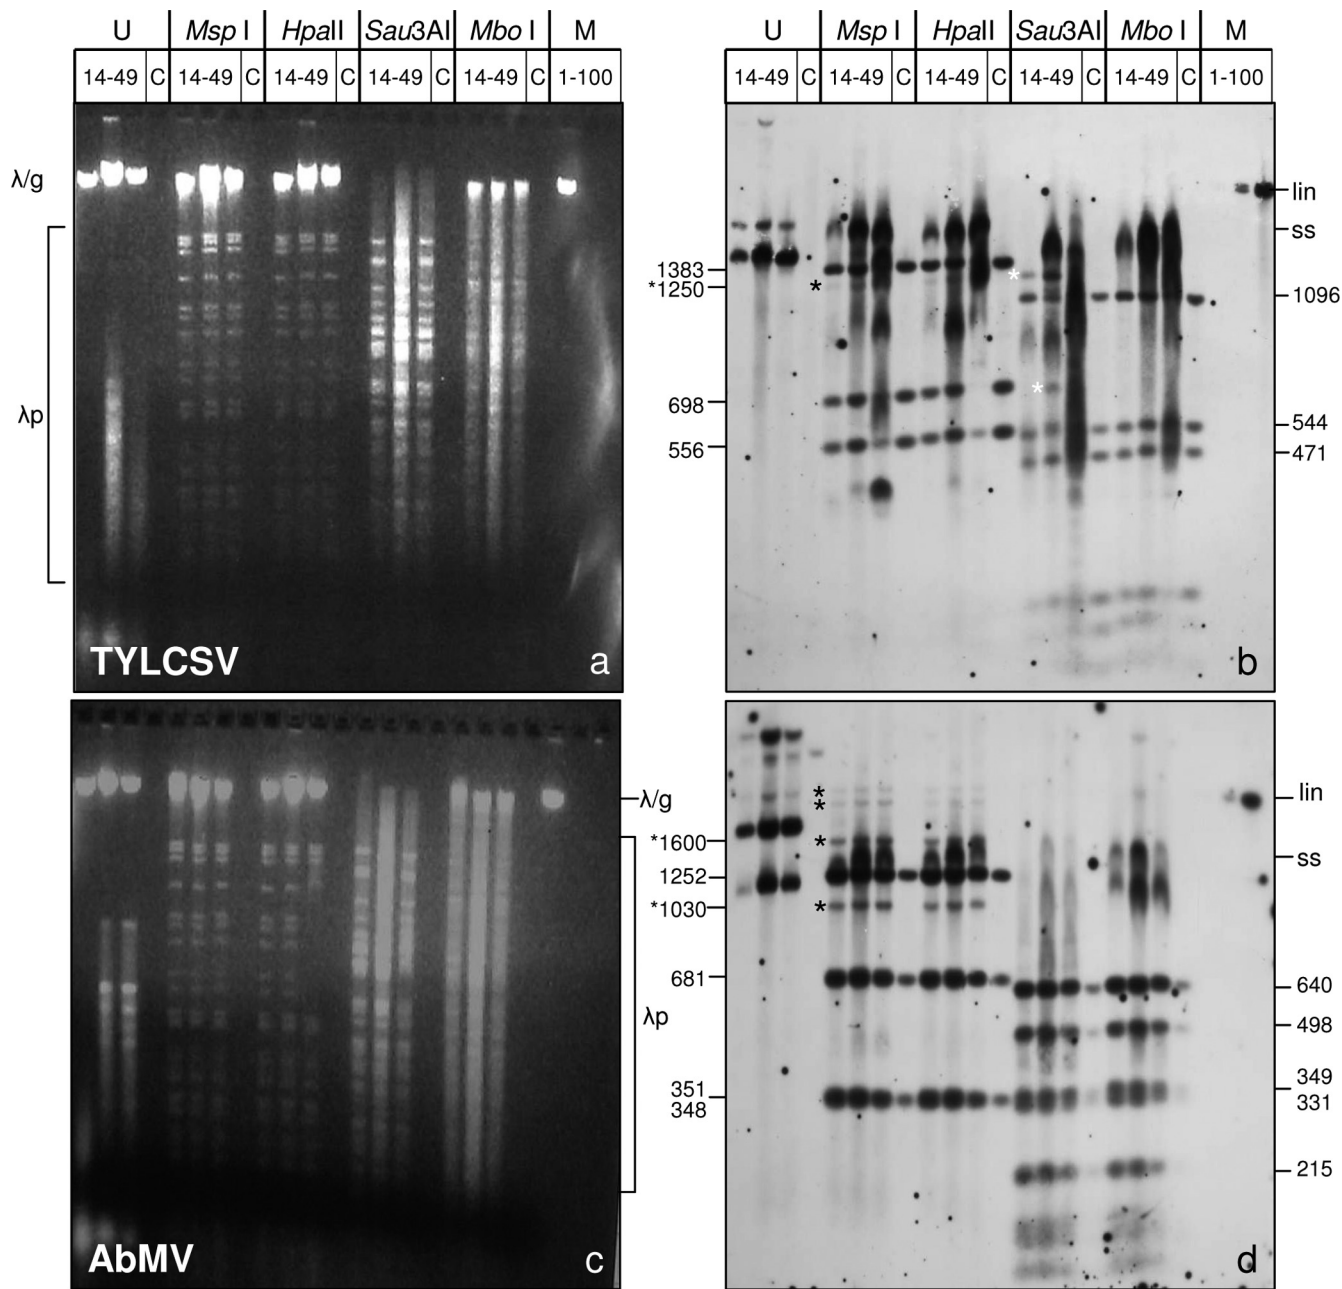 U Msp I HpaII Sau3AI Mbo I M
14-49 C 14-49 C 14-49 C 14-49 C 14-49 C 1-100
λ/g
λp
TYLCSV
a
U Msp I HpaII Sau3AI Mbo I M
14-49 C 14-49 C 14-49 C 14-49 C 14-49 C 1-100
1383
*1250
698
556
*
*
*
lin
ss
1096
544
471
b
AbMV
c
λ/g
λp
*1600
1252
*1030
681
351
348
*
*
*
*
lin
ss
640
498
349
331
215
d